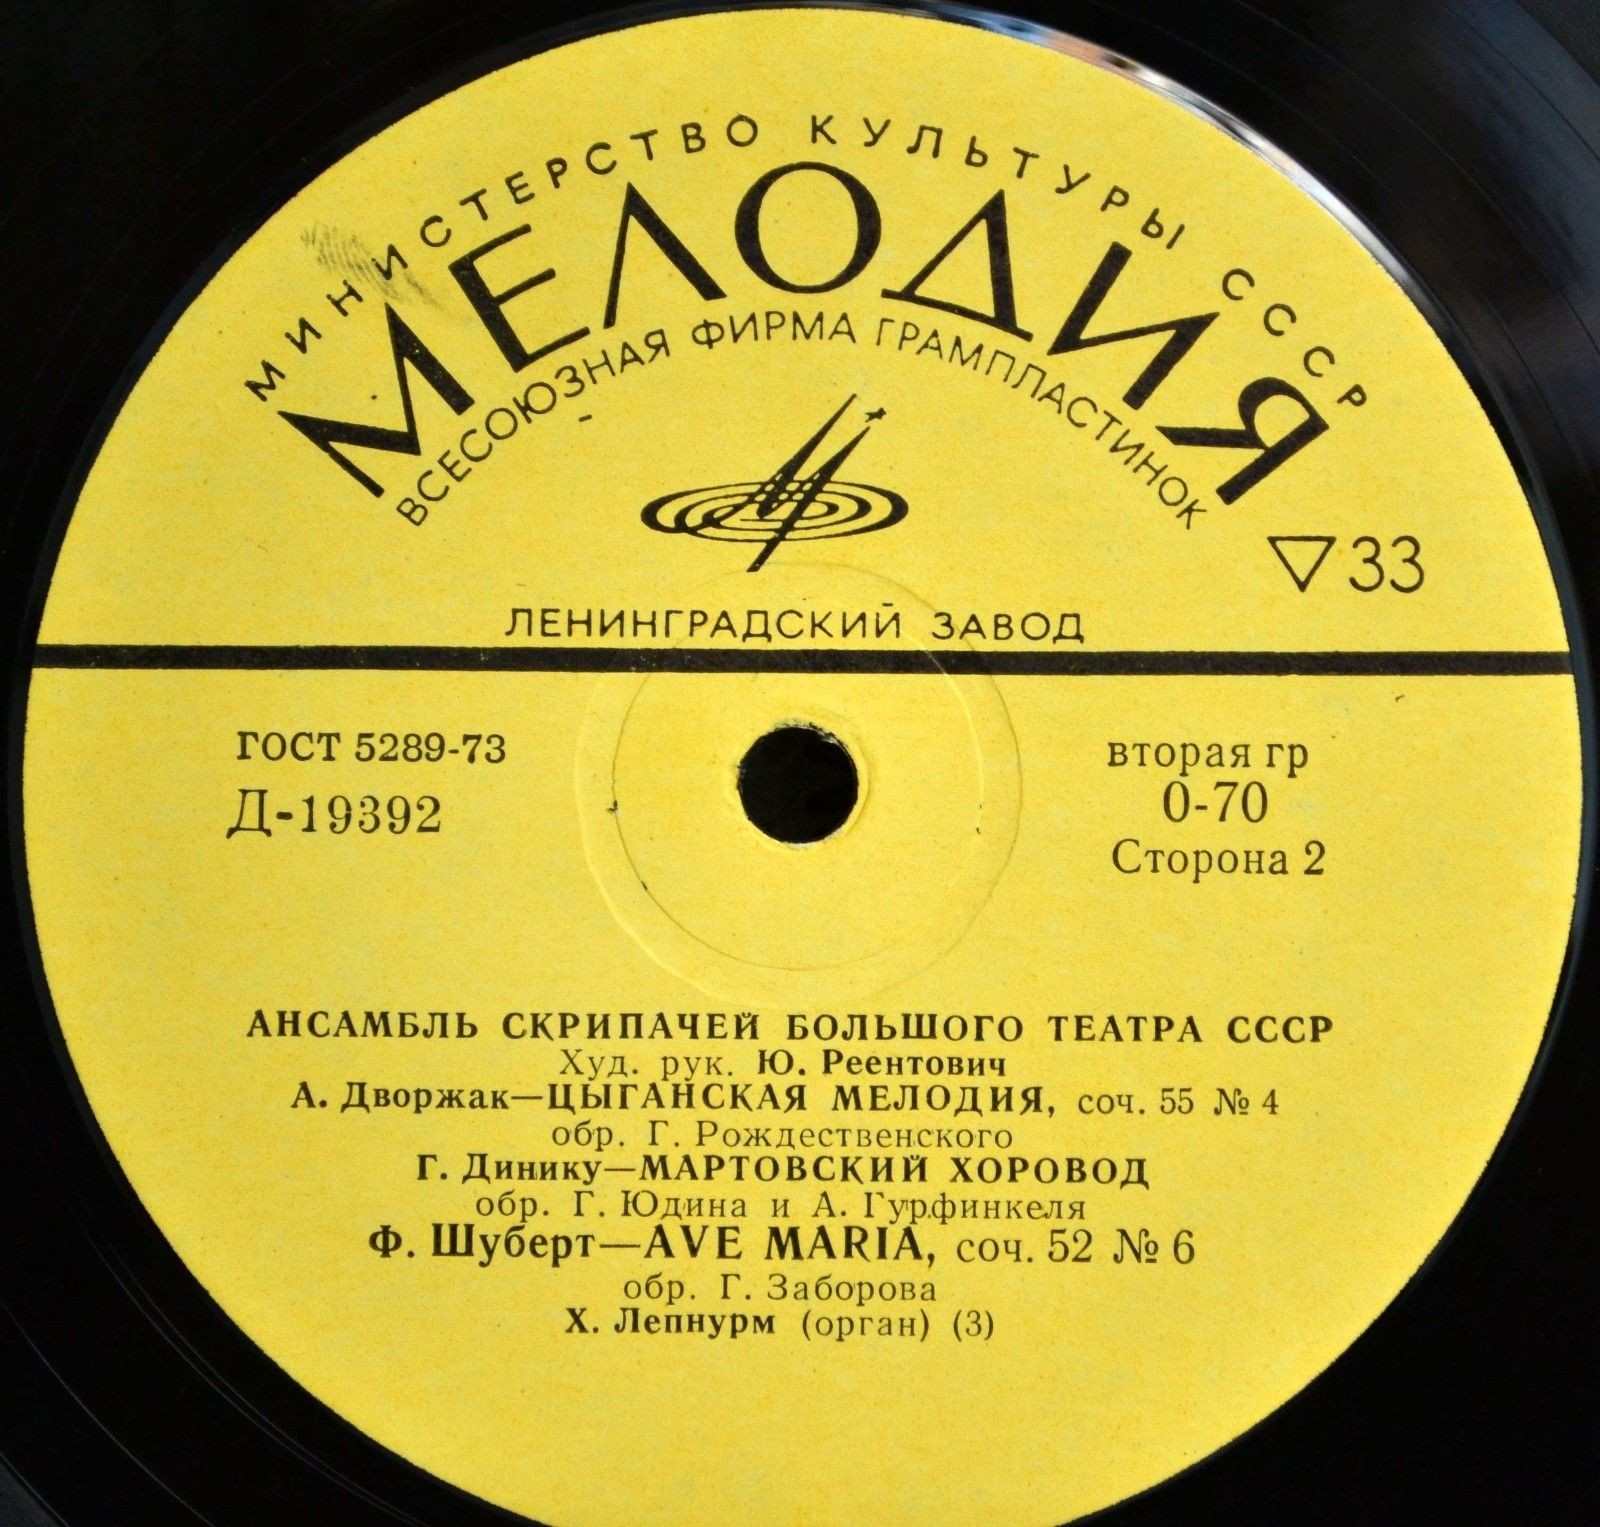 МИНИСТЕРСТВО КУЛЬТУРЫ СССР
МЕЛОДИЯ
ВСЕСОЮЗНАЯ ФИРМА ГРАМПЛАСТИНОК
▽33
ЛЕНИНГРАДСКИЙ ЗАВОД
ГОСТ 5289-73
Д-19392
вторая гр
0-70
Сторона 2
АНСАМБЛЬ СКРИПАЧЕЙ БОЛЬШОГО ТЕАТРА СССР
Худ. рук. Ю. Реентович
А. Дворжак—ЦЫГАНСКАЯ МЕЛОДИЯ, соч. 55 № 4
обр. Г. Рождественского
Г. Динику—МАРТОВСКИЙ ХОРОВОД
обр. Г. Юдина и А. Гурфинкеля
Ф. Шуберт—AVE MARIA, соч. 52 № 6
обр. Г. Заборова
Х. Лепнурм (орган) (3)